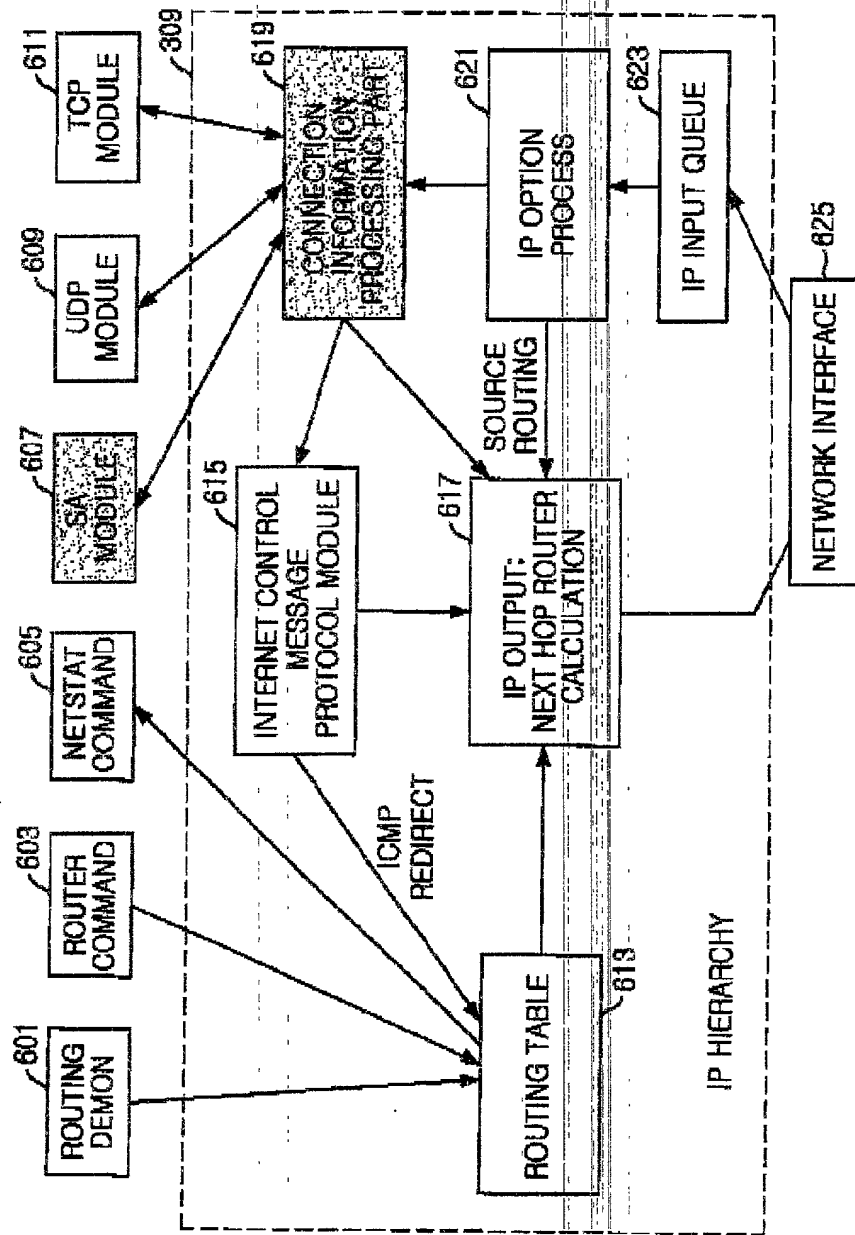 601
ROUTING
DEMON
603
ROUTER
COMMAND
605
NETSTAT
COMMAND
607
SA
MODULE
609
UDP
MODULE
611
TCP
MODULE
309
615
INTERNET CONTROL
MESSAGE
PROTOCOL MODULE
619
CONNECTION
INFORMATION
PROCESSING PART
ICMP
REDIRECT
SOURCE
ROUTING
613
ROUTING TABLE
617
IP OUTPUT:
NEXT HOP ROUTER
CALCULATION
621
IP OPTION
PROCESS
623
IP INPUT QUEUE
IP HIERARCHY
625
NETWORK INTERFACE